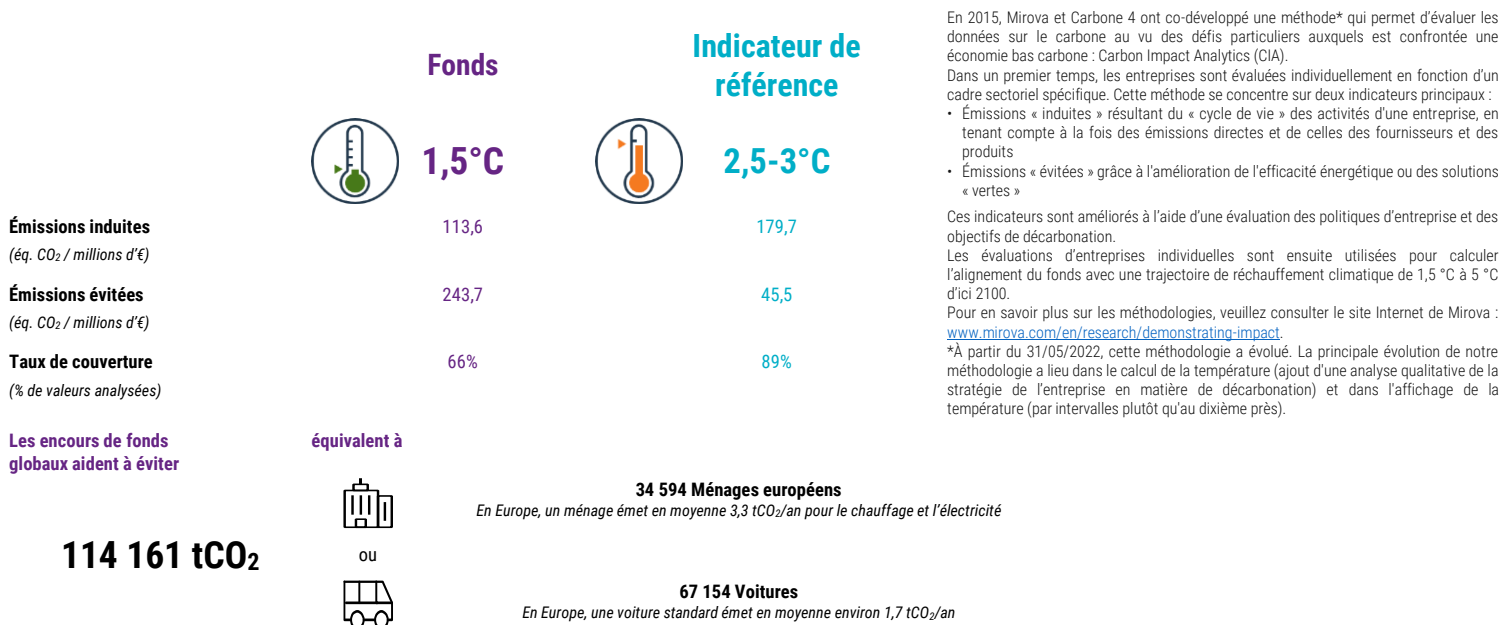 Fonds
Indicateur de
référence
1,5°C
2,5-3°C
Émissions induites
113,6
179,7
(éq. CO₂ / millions d’€)
Émissions évitées
243,7
45,5
(éq. CO₂ / millions d’€)
Taux de couverture
66%
89%
(% de valeurs analysées)
Les encours de fonds
globaux aident à éviter
équivalent à
34 594 Ménages européens
En Europe, un ménage émet en moyenne 3,3 tCO₂/an pour le chauffage et l’électricité
114 161 tCO₂
ou
67 154 Voitures
En Europe, une voiture standard émet en moyenne environ 1,7 tCO₂/an
En 2015, Mirova et Carbone 4 ont co-développé une méthode* qui permet d’évaluer les
données sur le carbone au vu des défis particuliers auxquels est confrontée une
économie bas carbone : Carbon Impact Analytics (CIA).
Dans un premier temps, les entreprises sont évaluées individuellement en fonction d’un
cadre sectoriel spécifique. Cette méthode se concentre sur deux indicateurs principaux :
• Émissions « induites » résultant du « cycle de vie » des activités d'une entreprise, en
tenant compte à la fois des émissions directes et de celles des fournisseurs et des
produits
• Émissions « évitées » grâce à l'amélioration de l'efficacité énergétique ou des solutions
« vertes »
Ces indicateurs sont améliorés à l’aide d’une évaluation des politiques d’entreprise et des
objectifs de décarbonation.
Les évaluations d’entreprises individuelles sont ensuite utilisées pour calculer
l’alignement du fonds avec une trajectoire de réchauffement climatique de 1,5 °C à 5 °C
d’ici 2100.
Pour en savoir plus sur les méthodologies, veuillez consulter le site Internet de Mirova :
www.mirova.com/en/research/demonstrating-impact.
*À partir du 31/05/2022, cette méthodologie a évolué. La principale évolution de notre
méthodologie a lieu dans le calcul de la température (ajout d'une analyse qualitative de la
stratégie de l’entreprise en matière de décarbonation) et dans l'affichage de la
température (par intervalles plutôt qu'au dixième près).